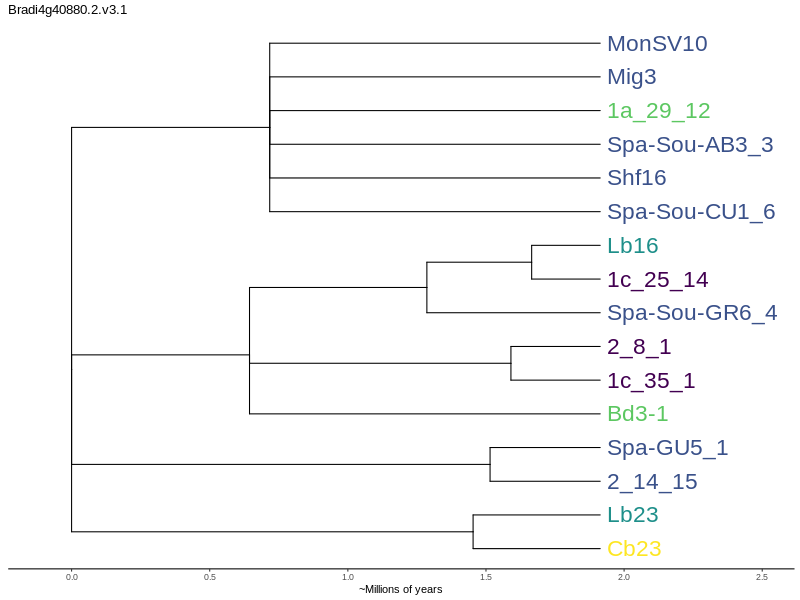 Bradi4g40880.2.v3.1
MonSV10
Mig3
1a_29_12
Spa-Sou-AB3_3
Shf16
Spa-Sou-CU1_6
Lb16
1c_25_14
Spa-Sou-GR6_4
2_8_1
1c_35_1
Bd3-1
Spa-GU5_1
2_14_15
Lb23
Cb23
0.0 0.5 1.0 1.5 2.0 2.5
~Millions of years